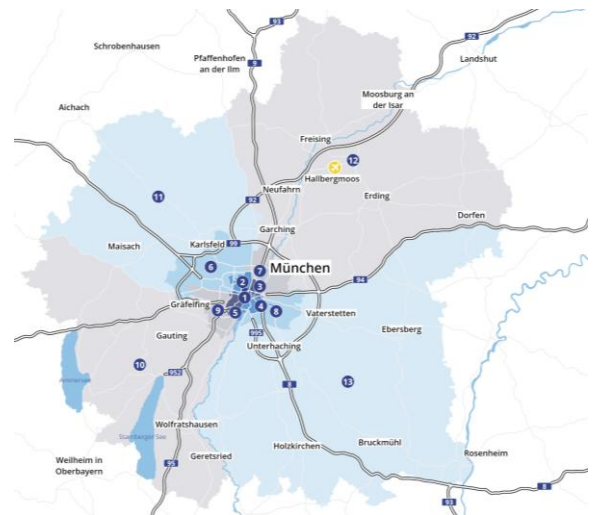 93
92
Schrobenhausen
Pfaffenhofen
an der Ilm
9
Landshut
Moosburg an
der Isar
Aichach
Freising
12
Hallbergmoos
Neufahrn
Erding
11
92
Dorfen
Garching
Maisach
Karlsfeld
99
6
7
München
94
2
3
1
Gräfelfing
9
5
4
8
Vaterstetten
Ebersberg
995
Gauting
Unterhaching
10
952
8
13
Ammersee
Wolfratshausen
Starnberger See
Bruckmühl
Holzkirchen
Weilheim in
Oberbayern
95
Geretsried
Rosenheim
8
93